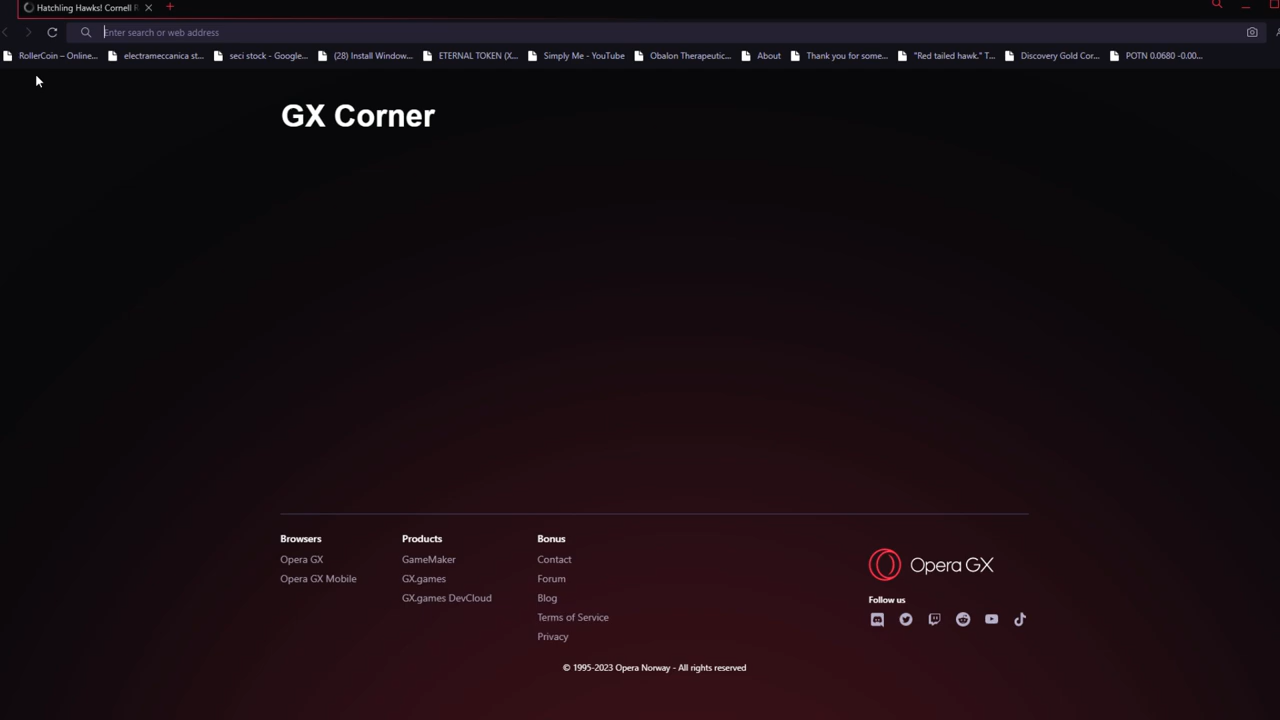 Hatchling Hawks! Cornell R
Enter search or web address
RollerCoin – Online... electrameccanica st... seci stock - Google... (28) Install Window... ETERNAL TOKEN (X... Simply Me - YouTube Obalon Therapeutic... About Thank you for some... "Red tailed hawk." T... Discovery Gold Cor... POTN 0.0680 -0.00...
GX Corner
Browsers
Opera GX
Opera GX Mobile
Products
GameMaker
GX.games
GX.games DevCloud
Bonus
Contact
Forum
Blog
Terms of Service
Privacy
Opera GX
Follow us
© 1995-2023 Opera Norway - All rights reserved